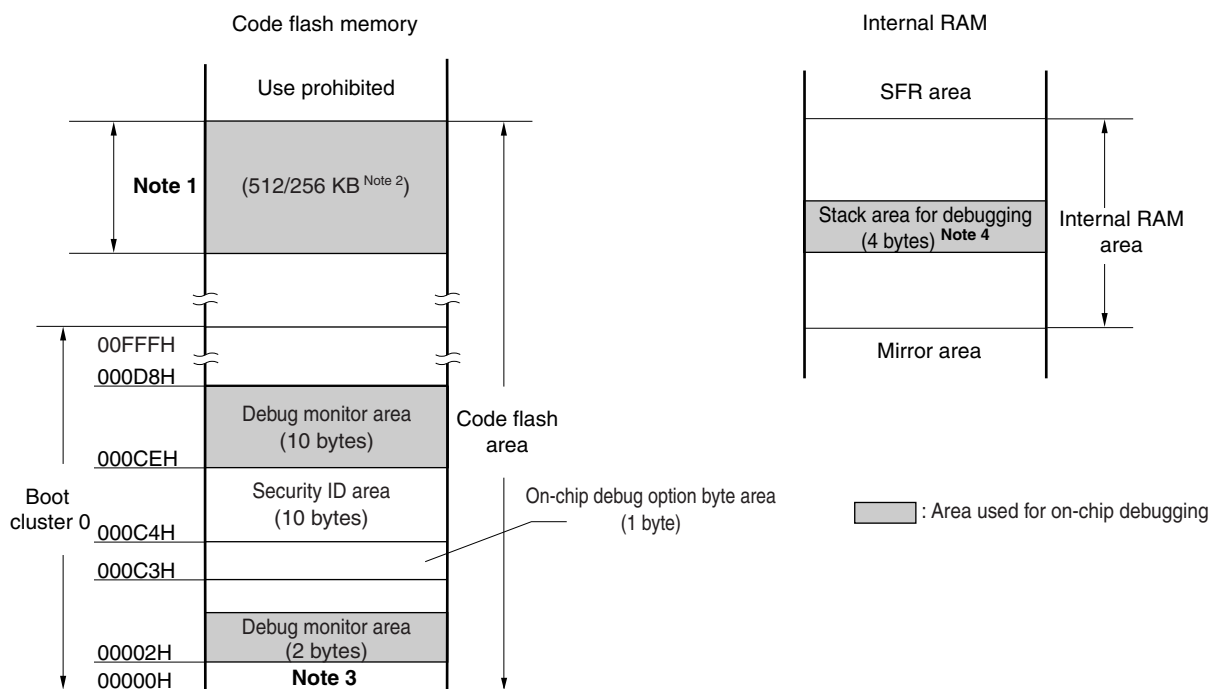 Code flash memory
Use prohibited
Note 1
(512/256 KB Note 2)
00FFFH
000D8H
Debug monitor area
(10 bytes)
000CEH
Security ID area
(10 bytes)
000C4H
000C3H
Debug monitor area
(2 bytes)
00002H
Note 3
00000H
Boot
cluster 0
Code flash
area
On-chip debug option byte area
(1 byte)
Internal RAM
SFR area
Stack area for debugging
(4 bytes) Note 4
Internal RAM
area
Mirror area
: Area used for on-chip debugging